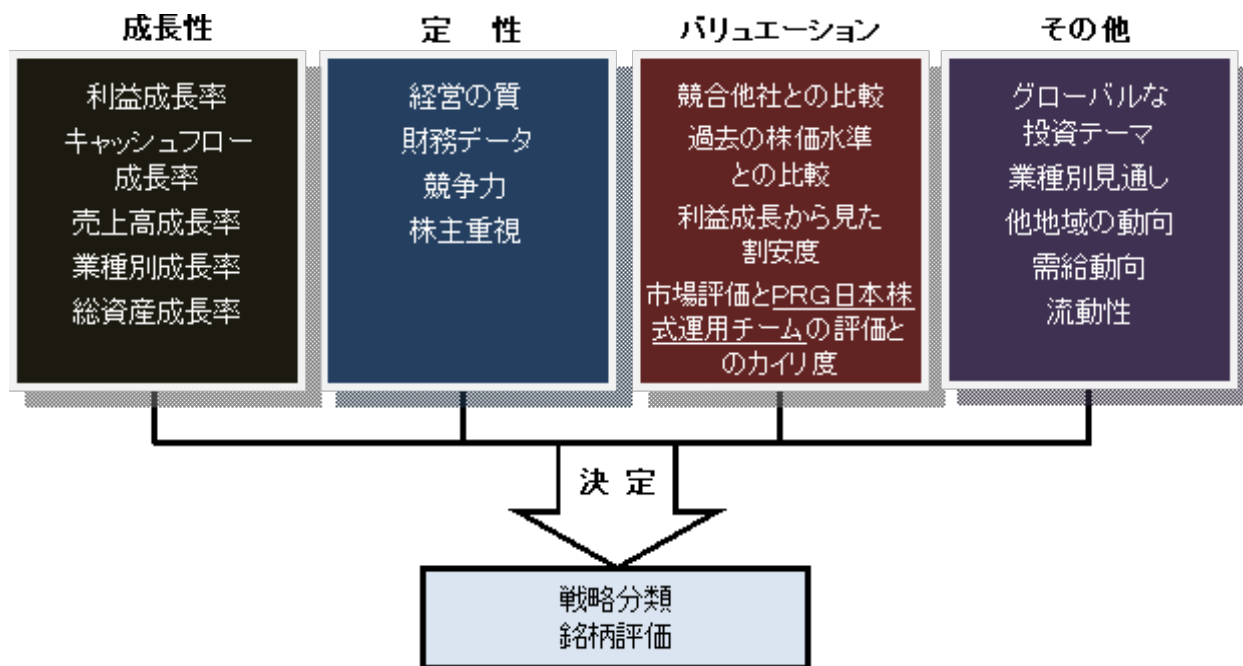 成長性
利益成長率
キャッシュフロー
成長率
売上高成長率
業種別成長率
総資産成長率
定 性
経営の質
財務データ
競争力
株主重視
バリュエーション
競合他社との比較
過去の株価水準
との比較
利益成長から見た
割安度
市場評価とPRG日本株
式運用チームの評価と
のカイリ度
その他
グローバルな
投資テーマ
業種別見通し
他地域の動向
需給動向
流動性
決 定
戦略分類
銘柄評価